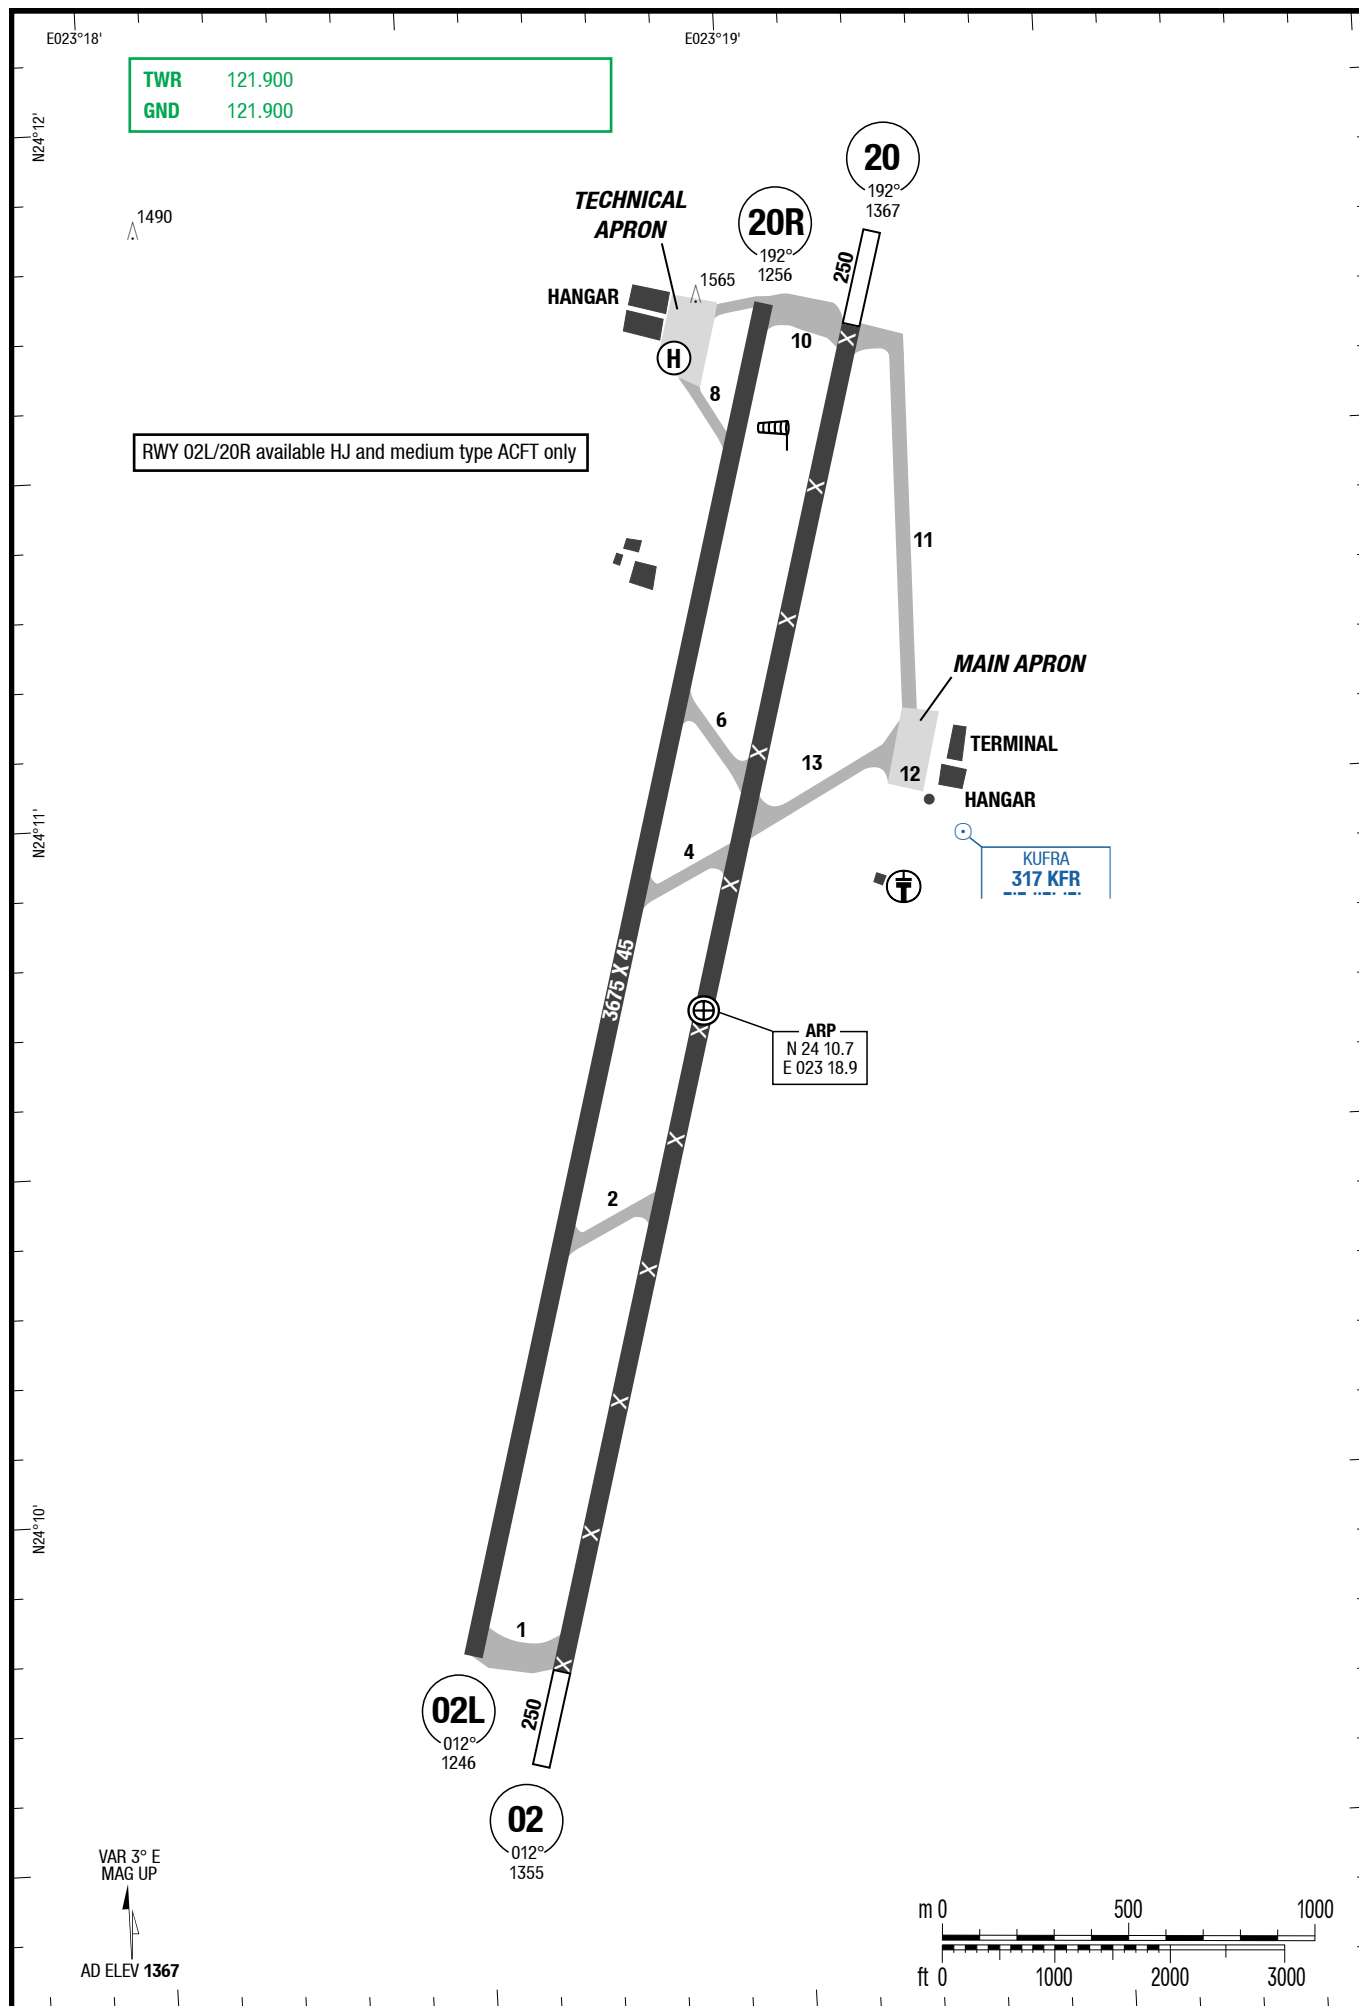 E023°18'
E023°19'
TWR 121.900
GND 121.900
N24°12'
20
192°
1367
TECHNICAL
APRON
20R
192°
1256
1490
250
1565
HANGAR
10
H
8
RWY 02L/20R available HJ and medium type ACFT only
11
MAIN APRON
6
TERMINAL
13
12
HANGAR
N24°11'
4
KUFRA
317 KFR
3675 X 45
ARP
N 24 10.7
E 023 18.9
2
N24°10'
1
02L
012°
1246
250
02
012°
1355
VAR 3° E
MAG UP
AD ELEV 1367
m 0 500 1000
ft 0 1000 2000 3000